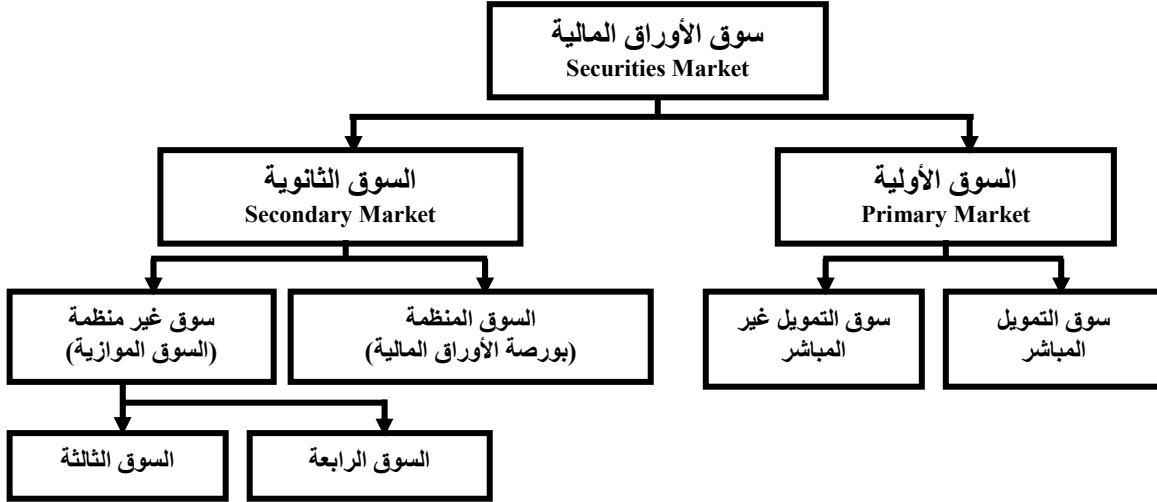 سوق الأوراق المالية
Securities Market
السوق الأولية
Primary Market
السوق الثانوية
Secondary Market
سوق التمويل
المباشر
سوق التمويل غير
المباشر
السوق المنظمة
(بورصة الأوراق المالية)
سوق غير منظمة
(السوق الموازية)
السوق الرابعة
السوق الثالثة